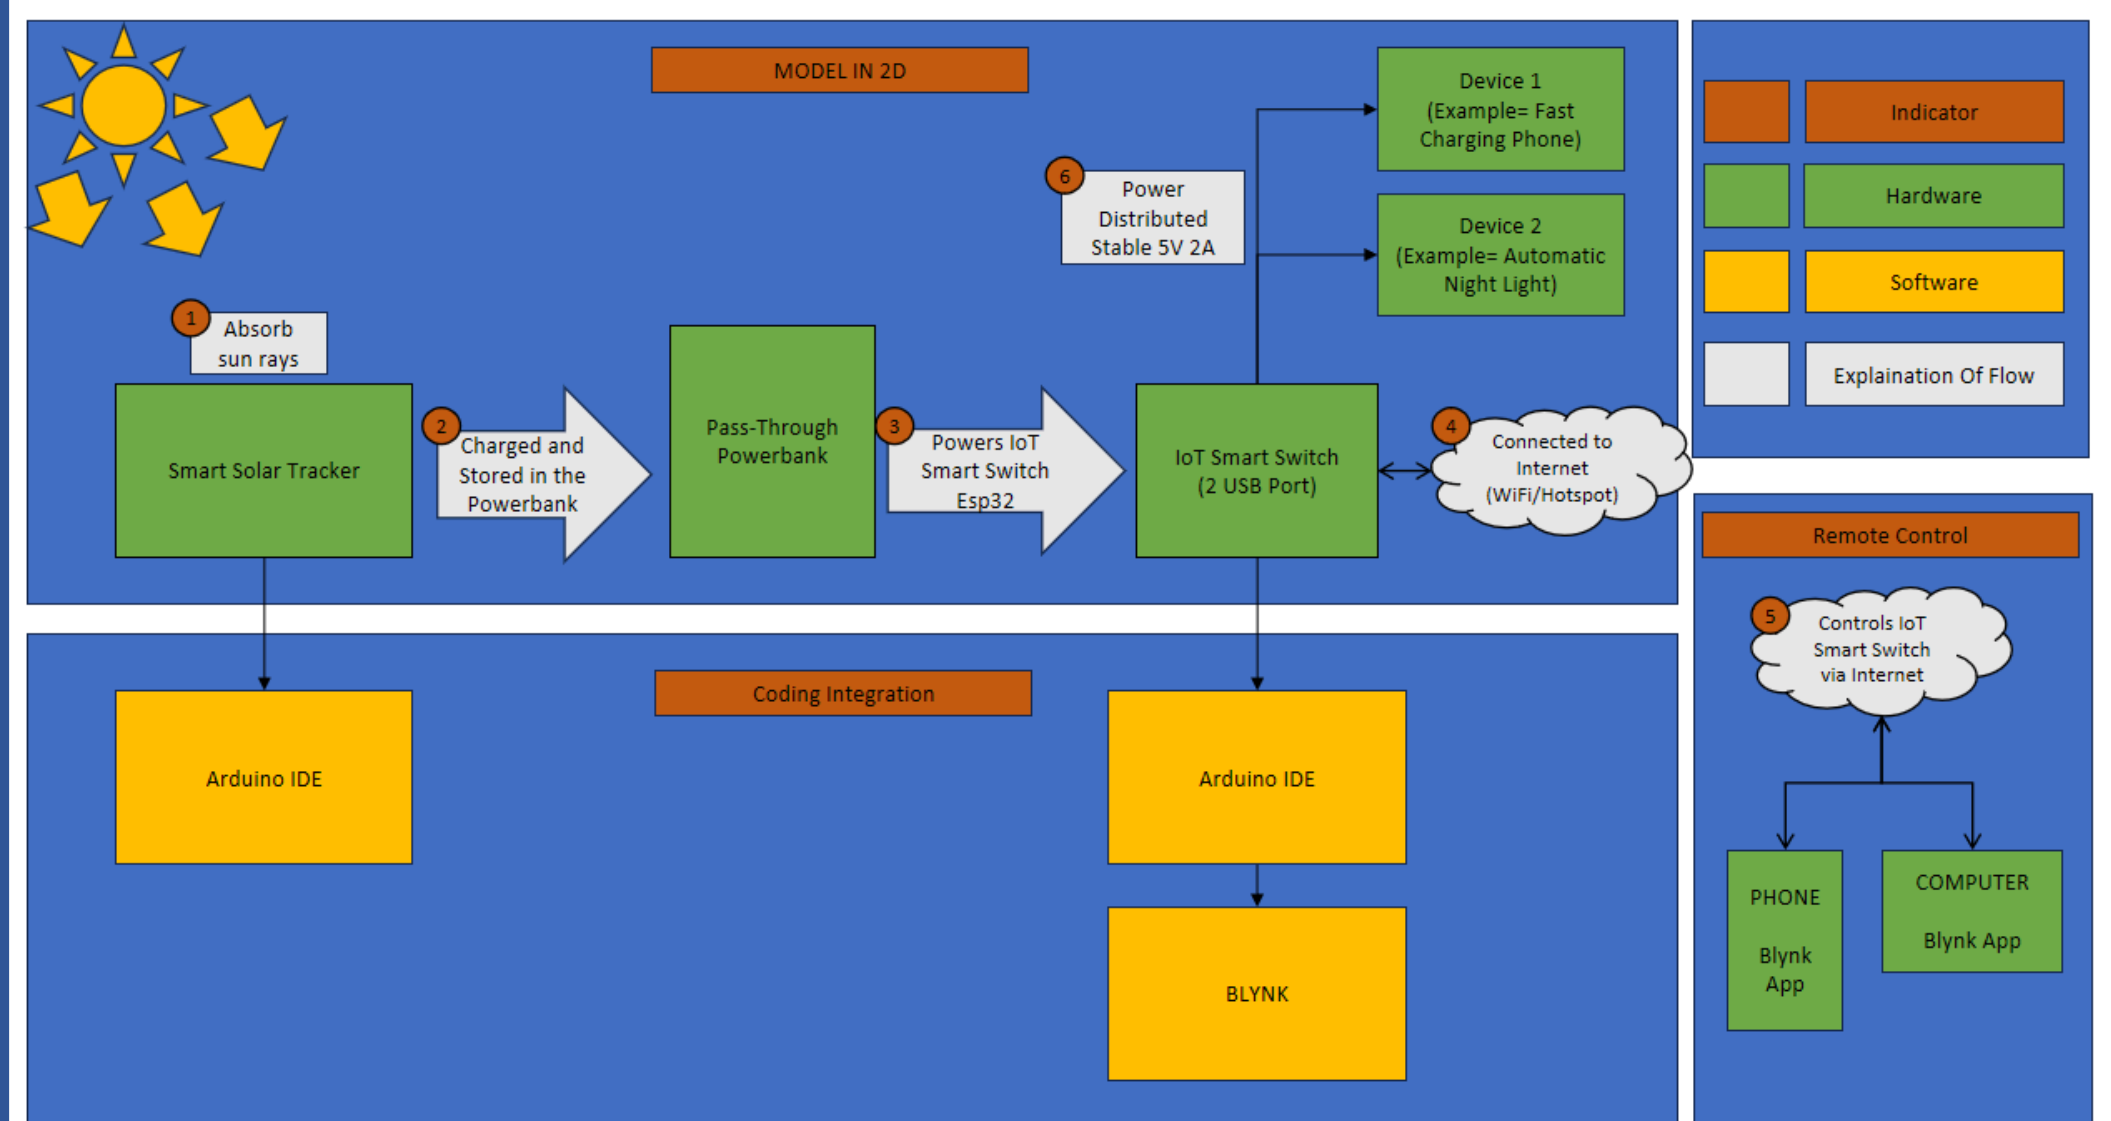 MODEL IN 2D
Device 1
(Example= Fast
Charging Phone)
6
Power
Distributed
Stable 5V 2A
Device 2
(Example= Automatic
Night Light)
1
Absorb
sun rays
Smart Solar Tracker
2
Charged and
Stored in the
Powerbank
Pass-Through
Powerbank
3
Powers IoT
Smart Switch
Esp32
IoT Smart Switch
(2 USB Port)
4
Connected to
Internet
(WiFi/Hotspot)
Indicator
Hardware
Software
Explaination Of Flow
Coding Integration
Arduino IDE
Arduino IDE
BLYNK
Remote Control
5
Controls IoT
Smart Switch
via Internet
PHONE
Blynk
App
COMPUTER
Blynk App